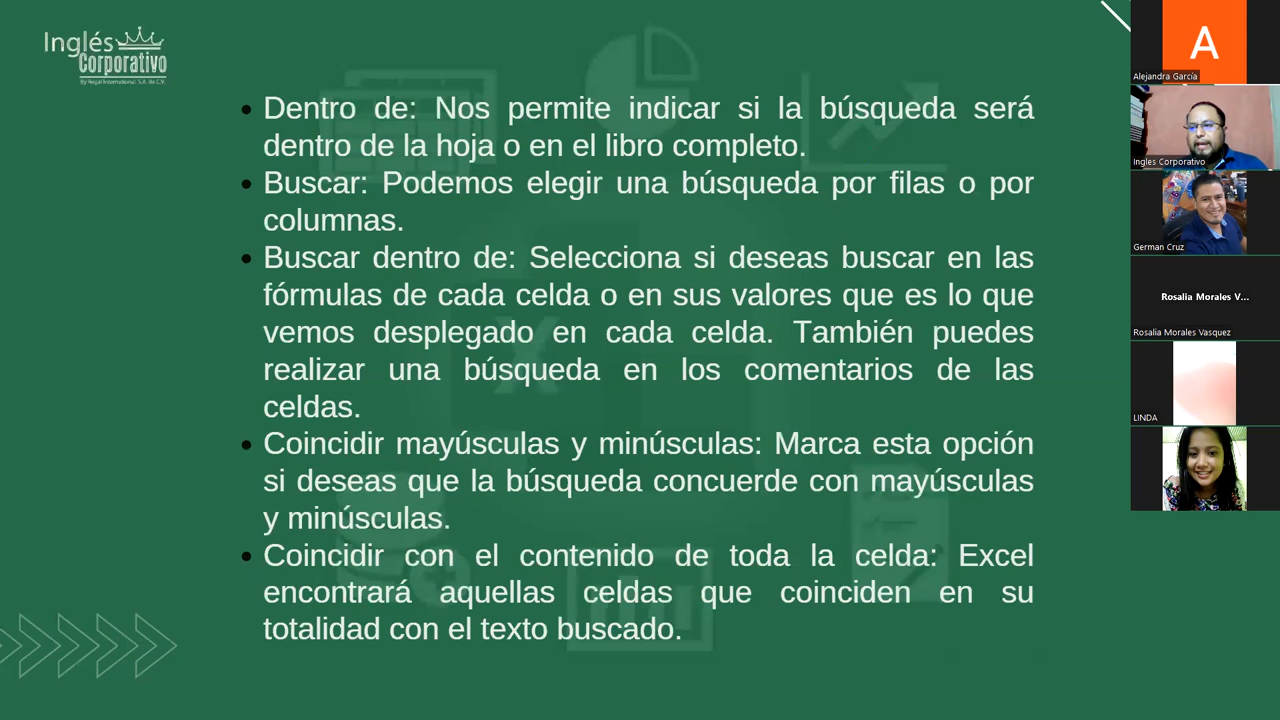 Inglés
Corporativo
By Regal International, S.A. de C.V.
• Dentro de: Nos permite indicar si la búsqueda será
dentro de la hoja o en el libro completo.
• Buscar: Podemos elegir una búsqueda por filas o por
columnas.
• Buscar dentro de: Selecciona si deseas buscar en las
fórmulas de cada celda o en sus valores que es lo que
vemos desplegado en cada celda. También puedes
realizar una búsqueda en los comentarios de las
celdas.
• Coincidir mayúsculas y minúsculas: Marca esta opción
si deseas que la búsqueda concuerde con mayúsculas
y minúsculas.
• Coincidir con el contenido de toda la celda: Excel
encontrará aquellas celdas que coinciden en su
totalidad con el texto buscado.
A
Alejandra García
Ingles Corporativo
German Cruz
Rosalia Morales V...
Rosalia Morales Vasquez
LINDA